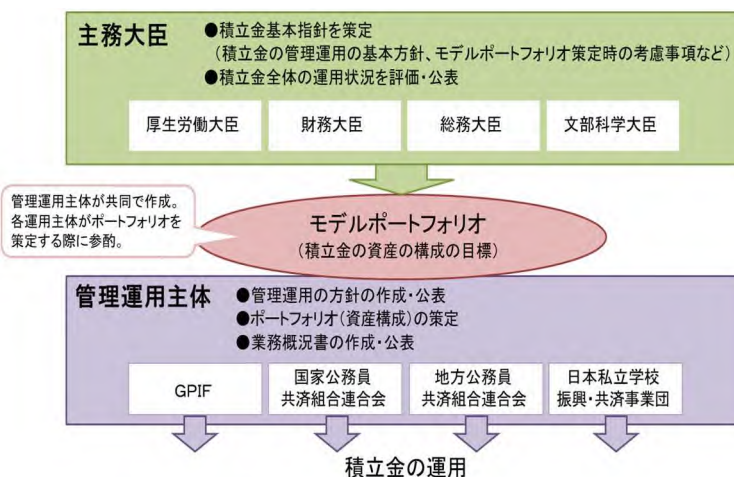 主務大臣
●積立金基本指針を策定
(積立金の管理運用の基本方針、モデルポートフォリオ策定時の考慮事項など)
●積立金全体の運用状況を評価・公表
厚生労働大臣
財務大臣
総務大臣
文部科学大臣
管理運用主体が共同で作成。
各運用主体がポートフォリオを
策定する際に参酌。
モデルポートフォリオ
(積立金の資産の構成の目標)
管理運用主体
●管理運用の方針の作成・公表
●ポートフォリオ(資産構成)の策定
●業務概況書の作成・公表
GPIF
国家公務員
共済組合連合会
地方公務員
共済組合連合会
日本私立学校
振興・共済事業団
積立金の運用